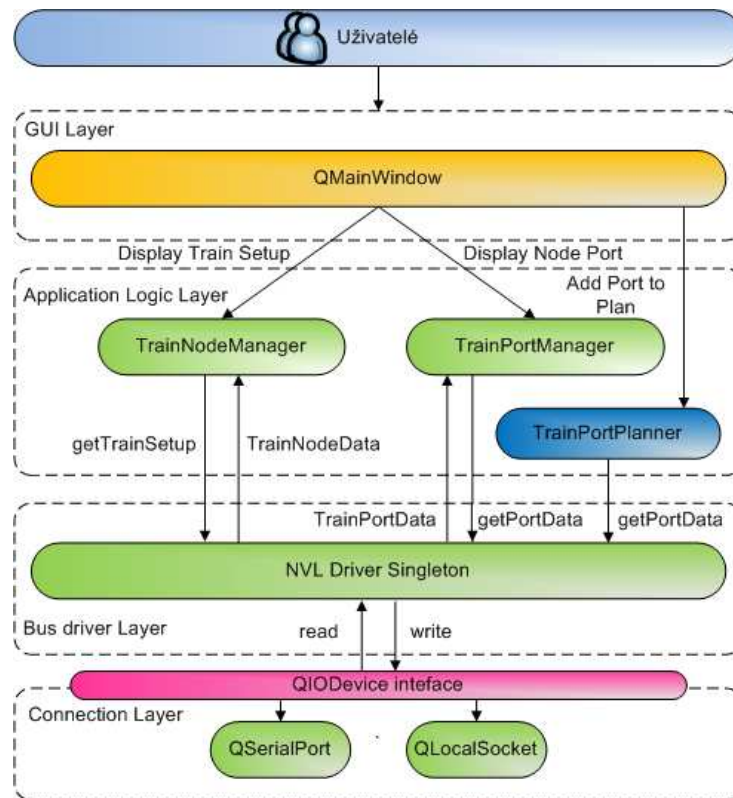 Uživatelé
GUI Layer
QMainWindow
Display Train Setup
Display Node Port
Application Logic Layer
Add Port to
Plan
TrainNodeManager
TrainPortManager
TrainPortPlanner
getTrainSetup
TrainNodeData
TrainPortData
getPortData
getPortData
NVL Driver Singleton
Bus driver Layer
read
write
QIODevice inteface
Connection Layer
QSerialPort
QLocalSocket